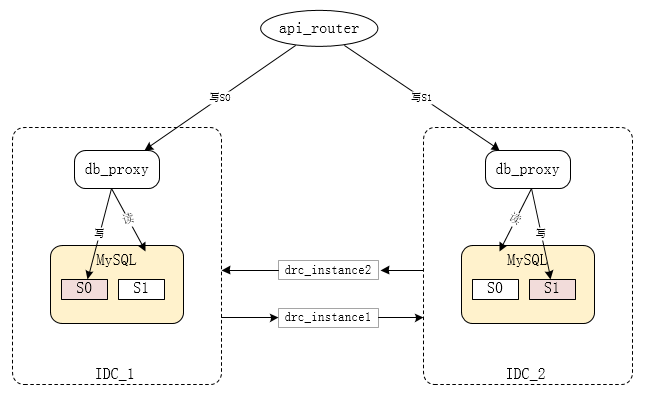 api_router
写S0
写S1
db_proxy
db_proxy
读
读
写
写
MySQL
MySQL
S0
S1
S0
S1
drc_instance2
drc_instance1
IDC_1
IDC_2